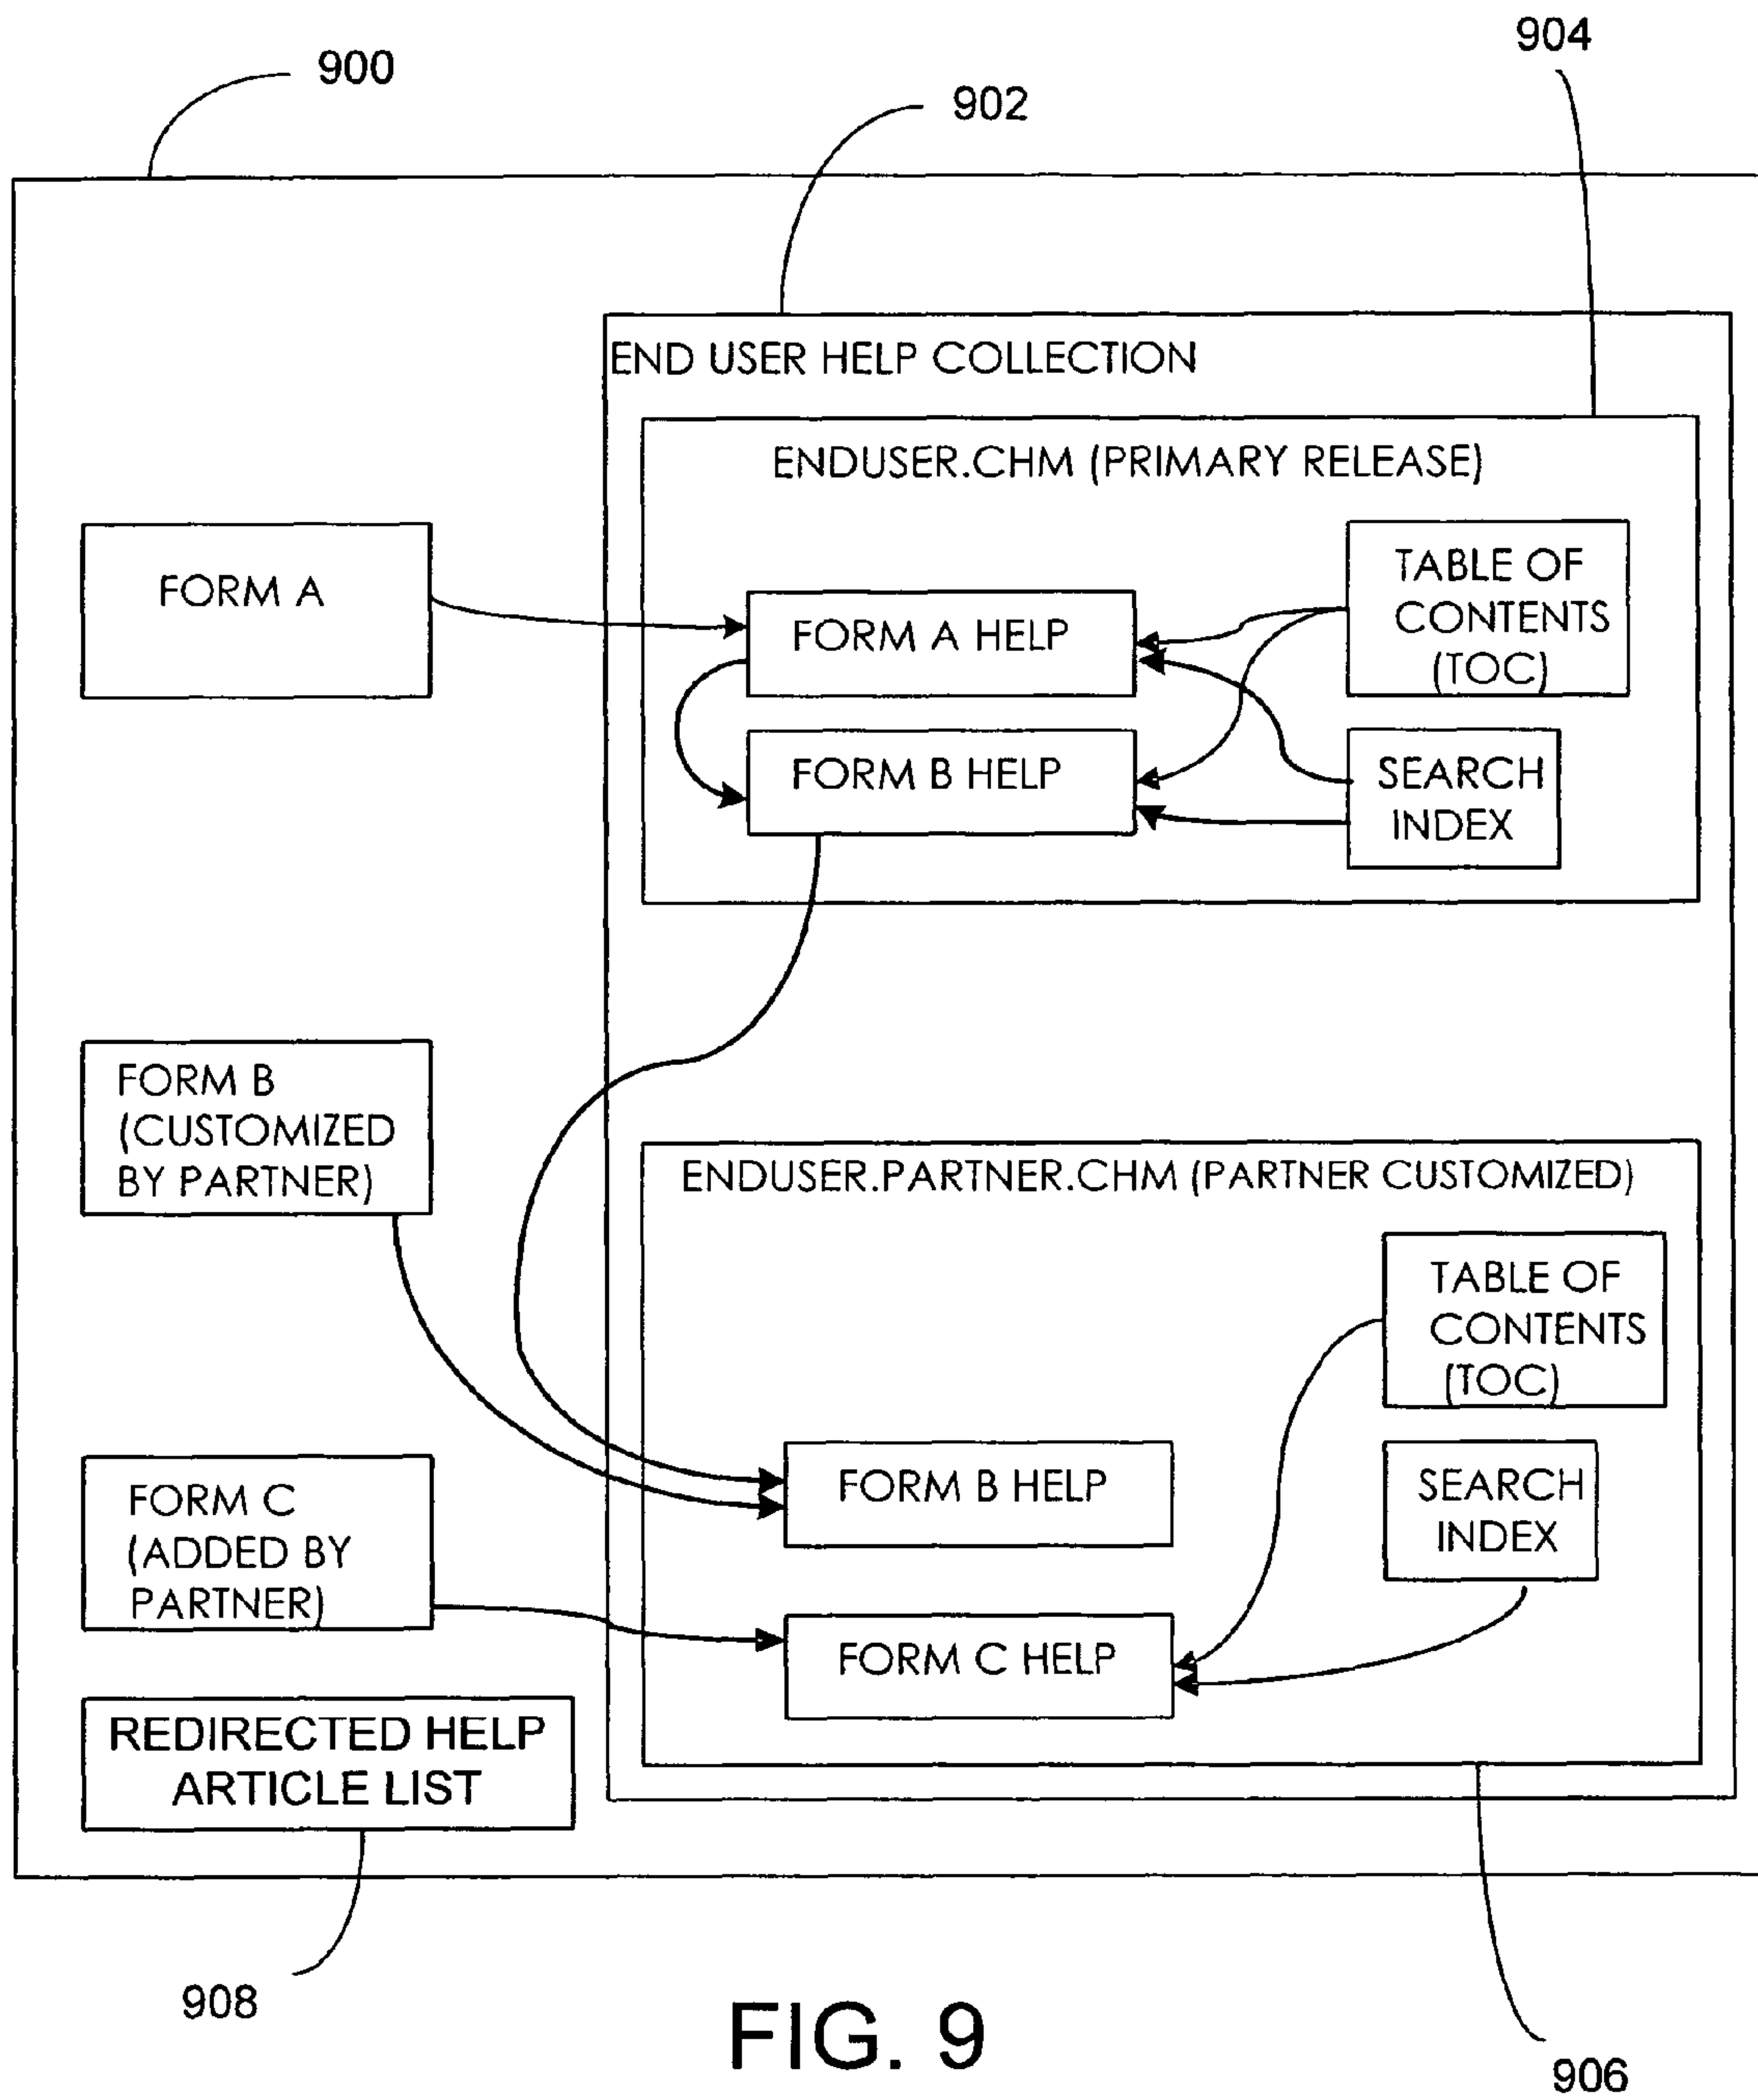 904
900
902
END USER HELP COLLECTION
ENDUSER.CHM (PRIMARY RELEASE)
FORM A
FORM A HELP
TABLE OF
CONTENTS
(TOC)
FORM B HELP
SEARCH
INDEX
FORM B
(CUSTOMIZED
BY PARTNER)
ENDUSER.PARTNER.CHM (PARTNER CUSTOMIZED)
TABLE OF
CONTENTS
(TOC)
FORM B HELP
SEARCH
INDEX
FORM C
(ADDED BY
PARTNER)
FORM C HELP
REDIRECTED HELP
ARTICLE LIST
908
FIG. 9
906